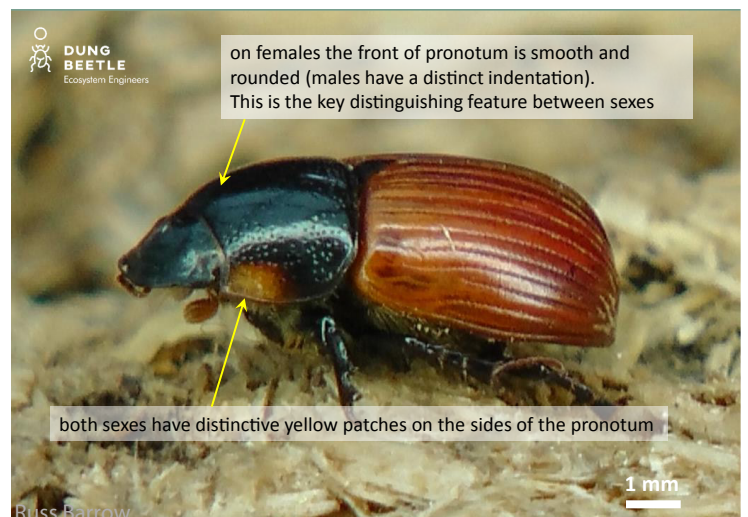 DUNG
BEETLE
Ecosystem Engineers
on females the front of pronotum is smooth and
rounded (males have a distinct indentation).
This is the key distinguishing feature between sexes
both sexes have distinctive yellow patches on the sides of the pronotum
1 mm
Russ Barrow